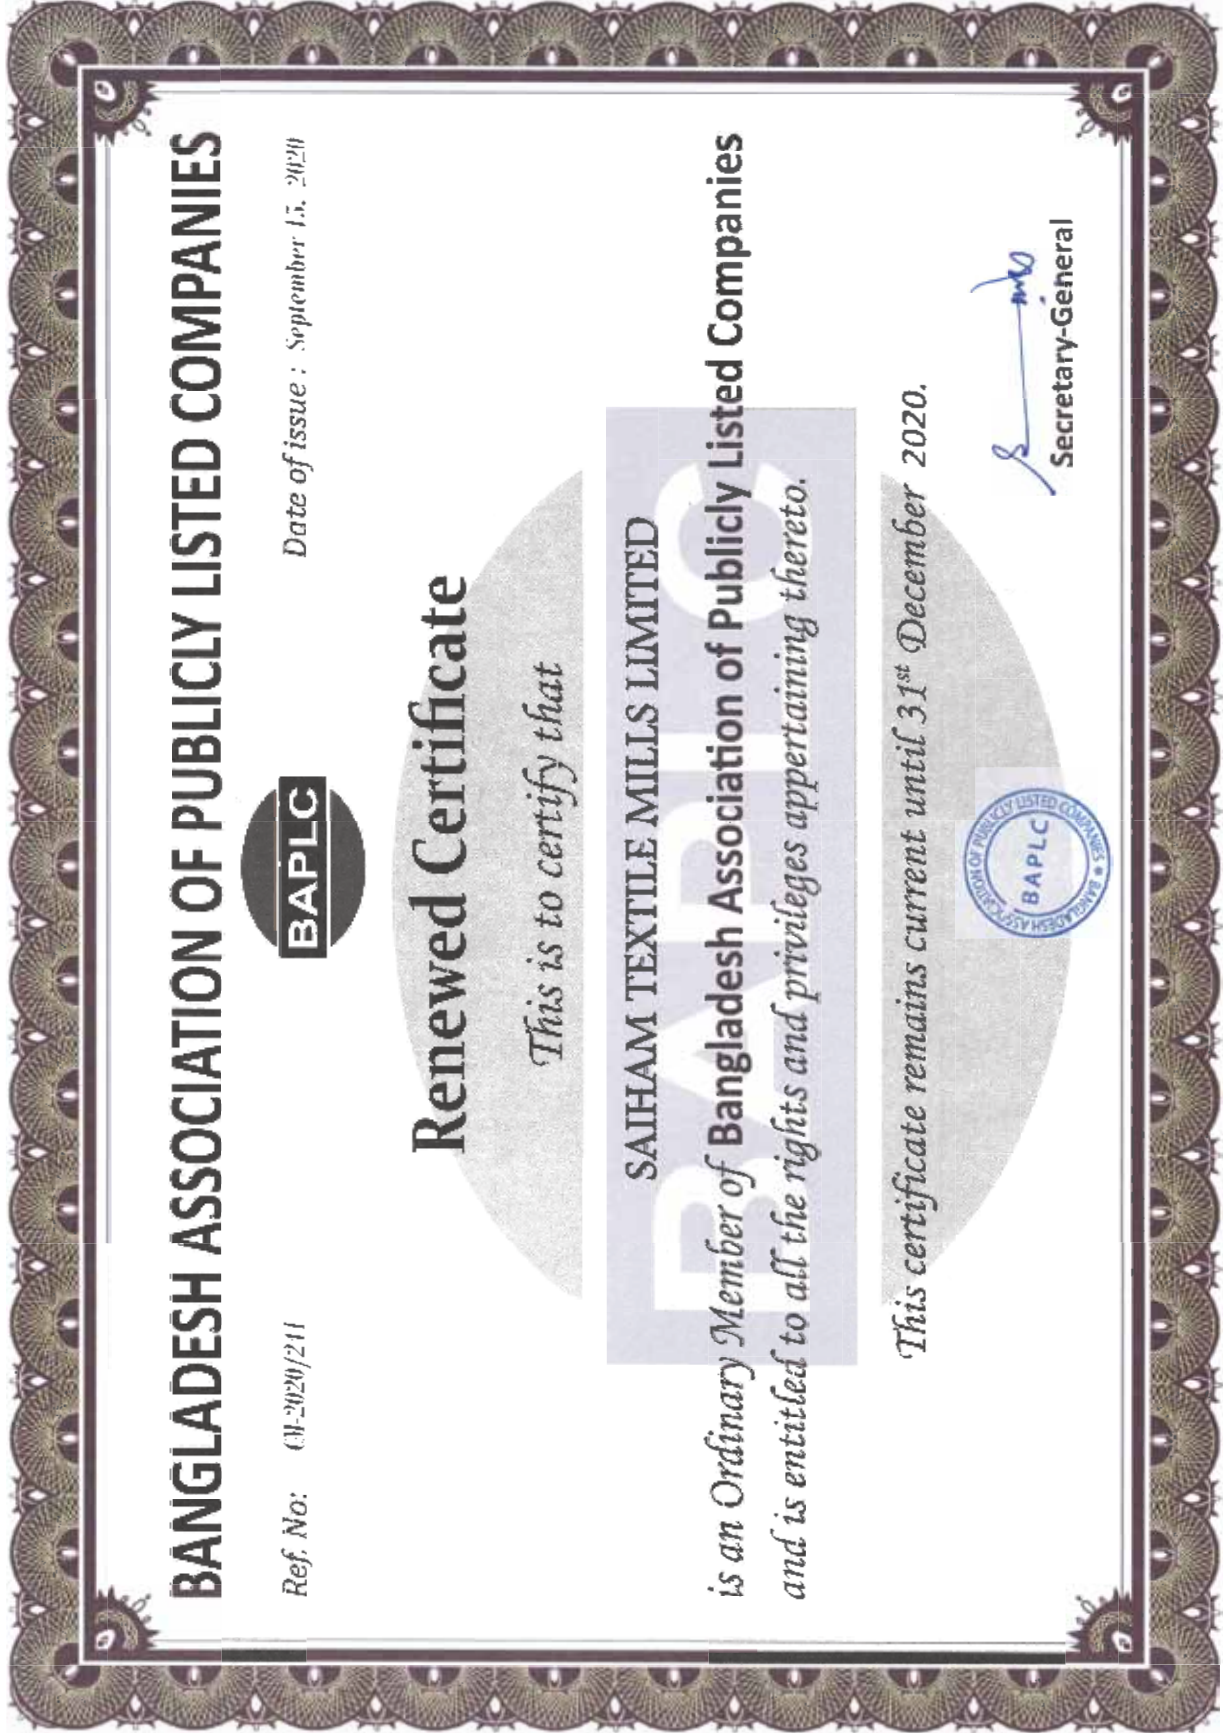 BANGLADESH ASSOCIATION OF PUBLICLY LISTED COMPANIES
Ref. No: CM-2020/211
Date of issue : September 15, 2020
BAPLC
Renewed Certificate
This is to certify that
SAIHAM TEXTILE MILLS LIMITED
is an Ordinary Member of Bangladesh Association of Publicly Listed Companies
and is entitled to all the rights and privileges appertaining thereto.
This certificate remains current until 31st December 2020.
BANGLADESH ASSOCIATION OF PUBLICLY LISTED COMPANIES
BAPLC
Secretary-General
BAPLC